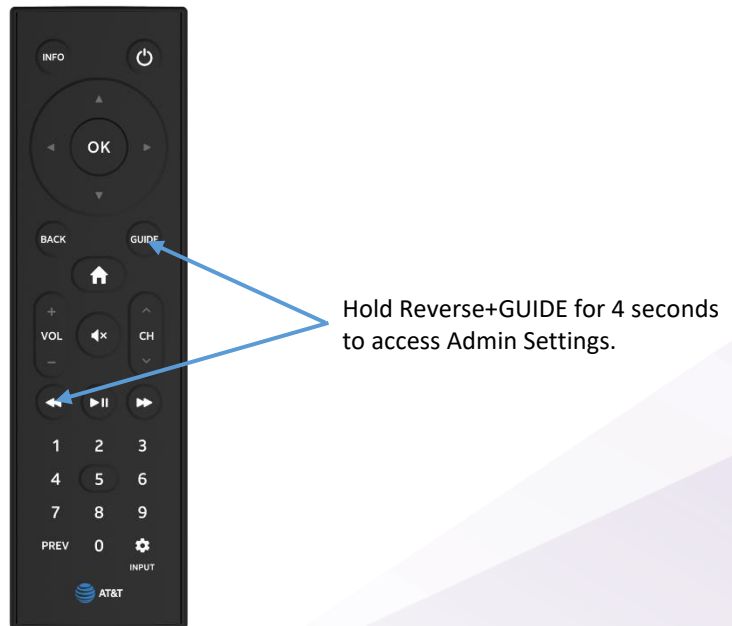 INFO
OK
BACK
GUIDE
+
VOL
CH
-
Hold Reverse+GUIDE for 4 seconds
to access Admin Settings.
1 2 3
4 5 6
7 8 9
PREV 0
INPUT
AT&T